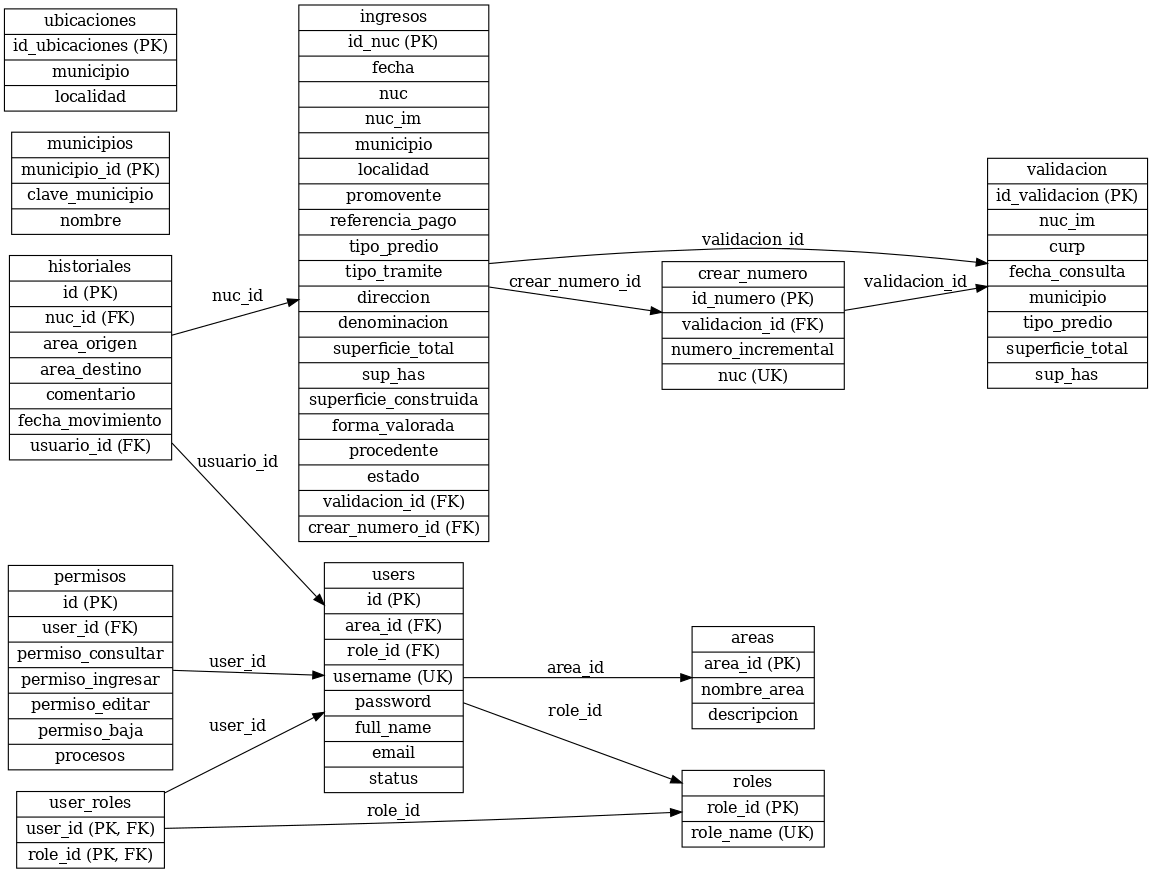 ubicaciones
id_ubicaciones (PK)
municipio
localidad
municipios
municipio_id (PK)
clave_municipio
nombre
historiales
id (PK)
nuc_id (FK)
area_origen
area_destino
comentario
fecha_movimiento
usuario_id (FK)
permisos
id (PK)
user_id (FK)
permiso_consultar
permiso_ingresar
permiso_editar
permiso_baja
procesos
user_roles
user_id (PK, FK)
role_id (PK, FK)
nuc_id
usuario_id
user_id
user_id
role_id
ingresos
id_nuc (PK)
fecha
nuc
nuc_im
municipio
localidad
promovente
referencia_pago
tipo_predio
tipo_tramite
direccion
denominacion
superficie_total
sup_has
superficie_construida
forma_valorada
procedente
estado
validacion_id (FK)
crear_numero_id (FK)
users
id (PK)
area_id (FK)
role_id (FK)
username (UK)
password
full_name
email
status
validacion_id
crear_numero_id
area_id
role_id
crear_numero
id_numero (PK)
validacion_id (FK)
numero_incremental
nuc (UK)
validacion_id
areas
area_id (PK)
nombre_area
descripcion
roles
role_id (PK)
role_name (UK)
validacion
id_validacion (PK)
nuc_im
curp
fecha_consulta
municipio
tipo_predio
superficie_total
sup_has